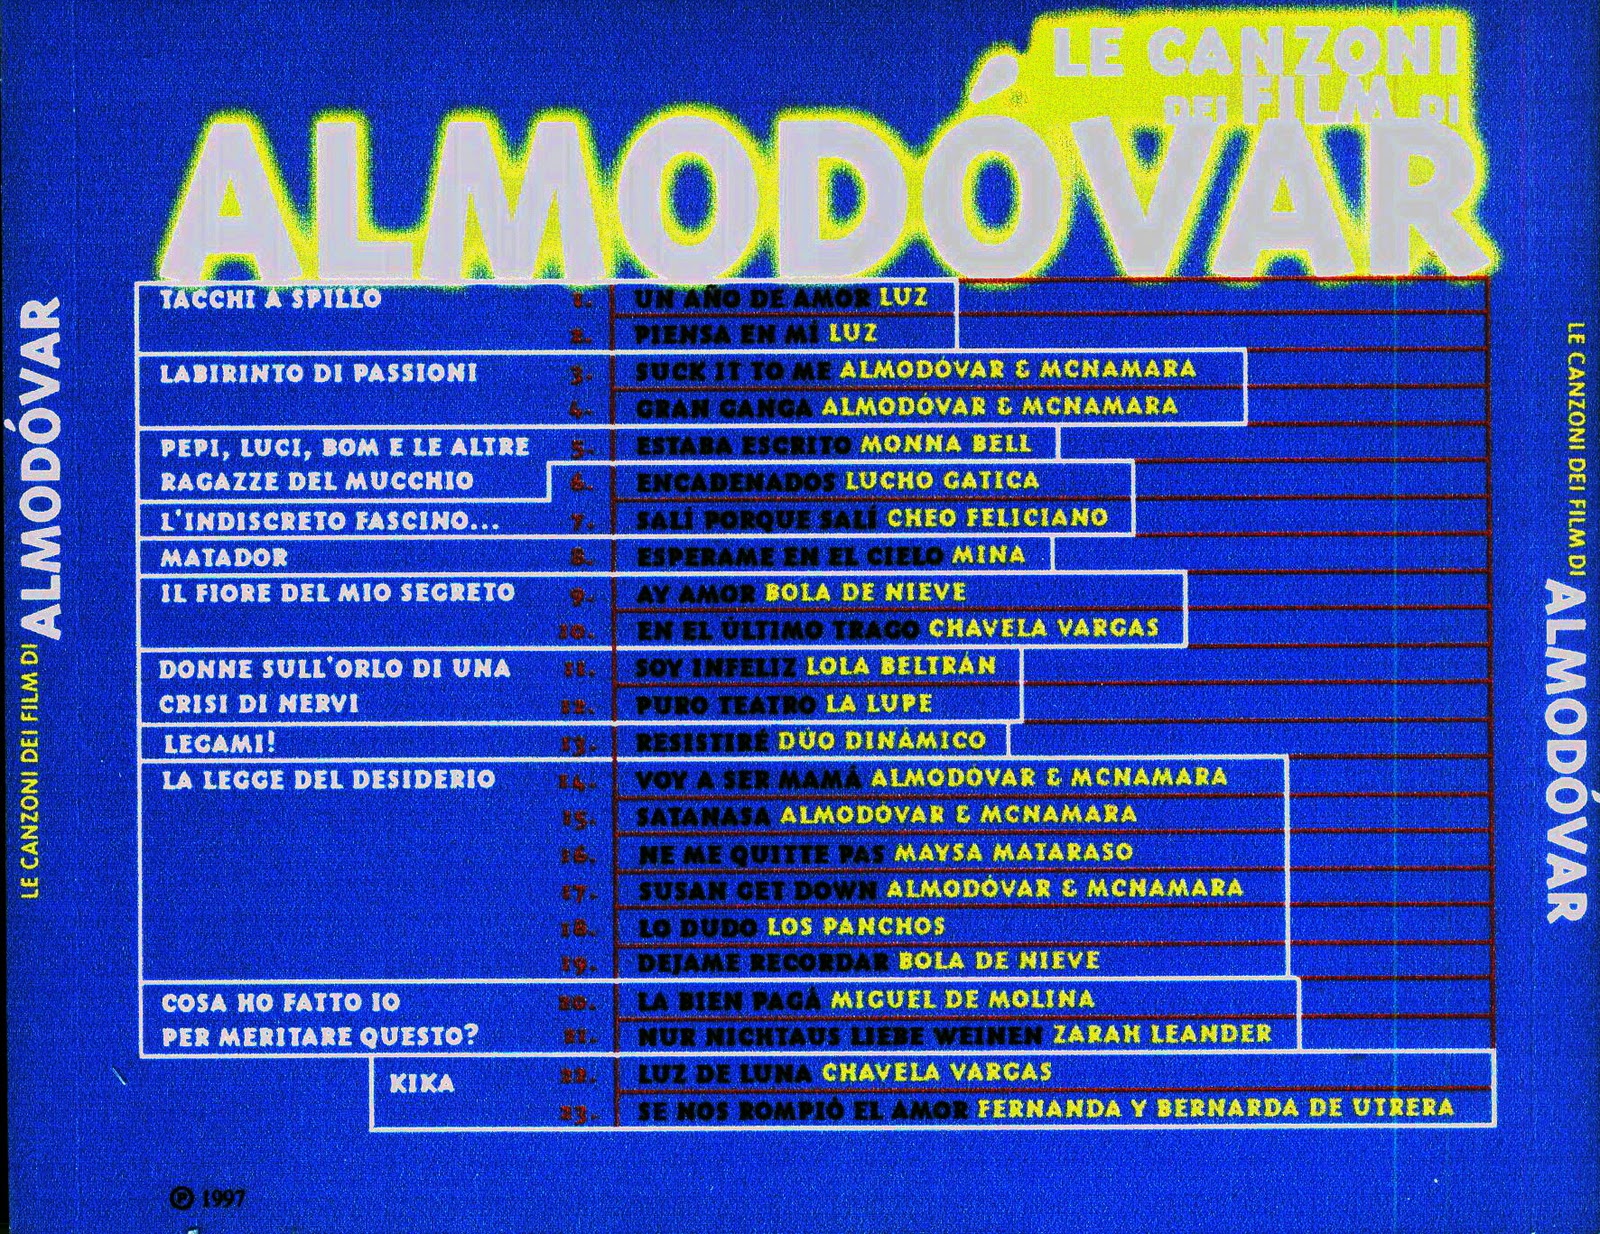 LE CANZONI
DEI FILM DI
ALMODÓVAR
TACCHI A SPILLO 1. UN AÑO DE AMOR LUZ
2. PIENSA EN MÍ LUZ
LABIRINTO DI PASSIONI 3. SUCK IT TO ME ALMODÓVAR & MCNAMARA
4. GRAN GANGA ALMODÓVAR & MCNAMARA
PEPI, LUCI, BOM E LE ALTRE 5. ESTABA ESCRITO MONNA BELL
RAGAZZE DEL MUCCHIO 6. ENCADENADOS LUCHO GATICA
L'INDISCRETO FASCINO... 7. SALÍ PORQUE SALÍ CHEO FELICIANO
MATADOR 8. ESPERAME EN EL CIELO MINA
IL FIORE DEL MIO SEGRETO 9. AY AMOR BOLA DE NIEVE
10. EN EL ÚLTIMO TRAGO CHAVELA VARGAS
DONNE SULL'ORLO DI UNA 11. SOY INFELIZ LOLA BELTRÁN
CRISI DI NERVI 12. PURO TEATRO LA LUPE
LEGAMI! 13. RESISTIRÉ DÚO DINÁMICO
LA LEGGE DEL DESIDERIO 14. VOY A SER MAMÁ ALMODÓVAR & MCNAMARA
15. SATANASA ALMODÓVAR & MCNAMARA
16. NE ME QUITTE PAS MAYSA MATARASO
17. SUSAN GET DOWN ALMODÓVAR & MCNAMARA
18. LO DUDO LOS PANCHOS
19. DEJAME RECORDAR BOLA DE NIEVE
COSA HO FATTO IO 20. LA BIEN PAGÀ MIGUEL DE MOLINA
PER MERITARE QUESTO? 21. NUR NICHTAUS LIEBE WEINEN ZARAH LEANDER
KIKA 22. LUZ DE LUNA CHAVELA VARGAS
23. SE NOS ROMPIÓ EL AMOR FERNANDA Y BERNARDA DE UTRERA
℗ 1997
LE CANZONI DEI FILM DI ALMODÓVAR
LE CANZONI DEI FILM DI ALMODÓVAR